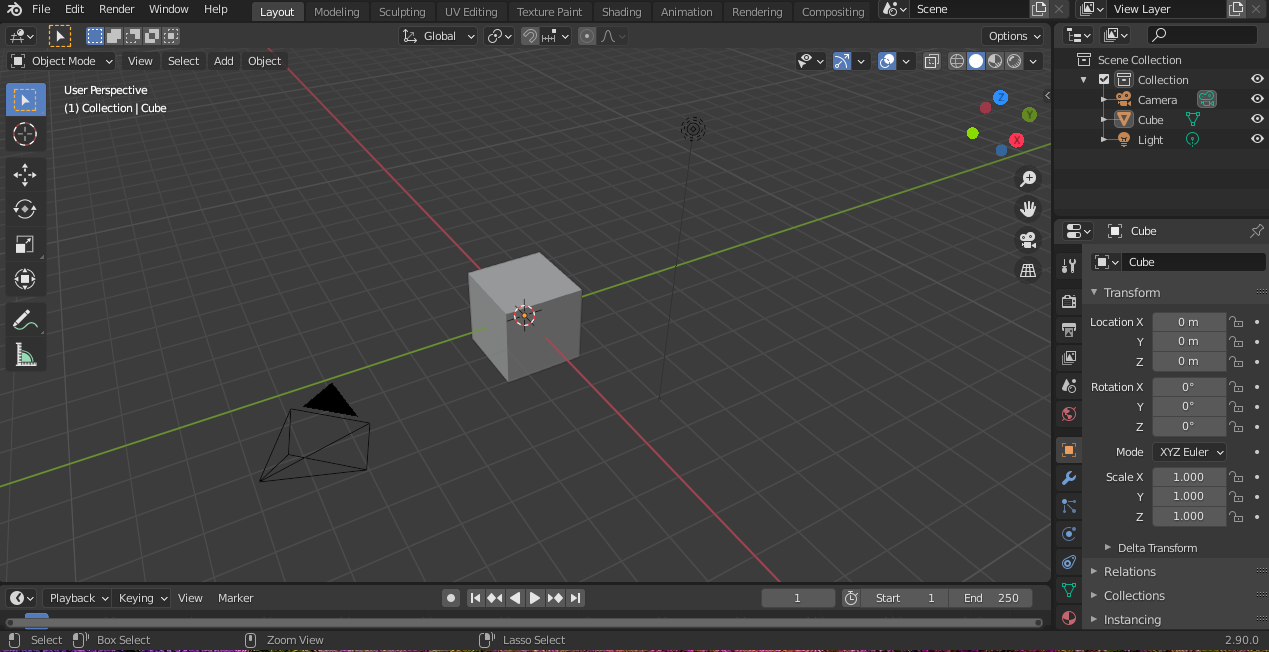 File Edit Render Window Help Layout Modeling Sculpting UV Editing Texture Paint Shading Animation Rendering Compositing Scene View Layer
Global Options
Object Mode View Select Add Object
User Perspective
(1) Collection | Cube
Z
Y
X
Scene Collection
Collection
Camera
Cube
Light
Cube
Cube
Transform
Location X 0 m
Y 0 m
Z 0 m
Rotation X 0°
Y 0°
Z 0°
Mode XYZ Euler
Scale X 1.000
Y 1.000
Z 1.000
Delta Transform
Relations
Collections
Instancing
Playback Keying View Marker 1 Start 1 End 250
Select Box Select Zoom View Lasso Select 2.90.0